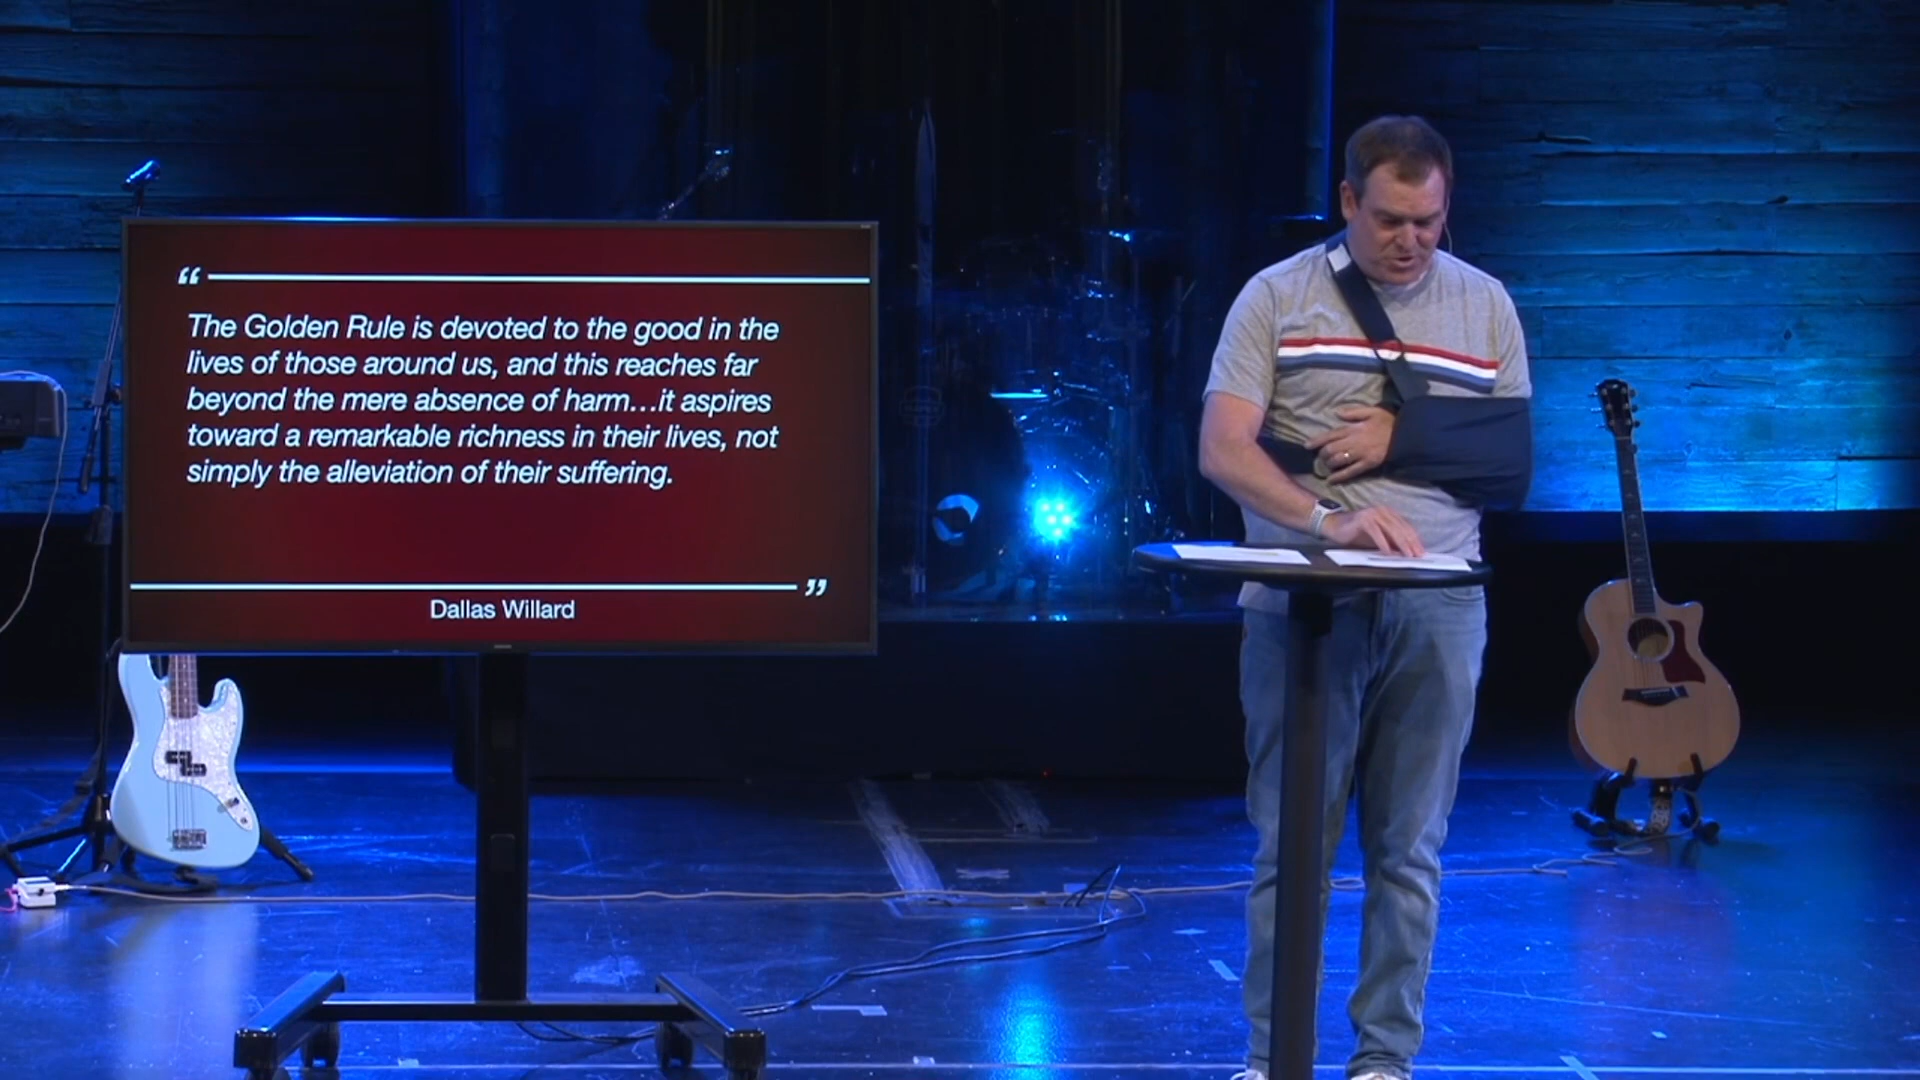 “
The Golden Rule is devoted to the good in the
lives of those around us, and this reaches far
beyond the mere absence of harm…it aspires
toward a remarkable richness in their lives, not
simply the alleviation of their suffering.
”
Dallas Willard